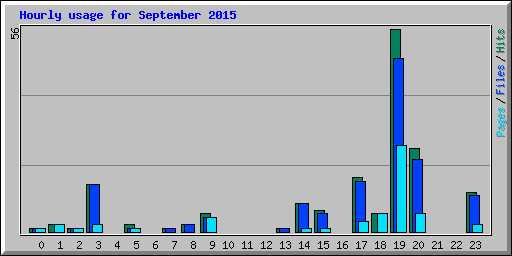 Hourly usage for September 2015
56
Pages/Files/Hits
0 1 2 3 4 5 6 7 8 9 10 11 12 13 14 15 16 17 18 19 20 21 22 23